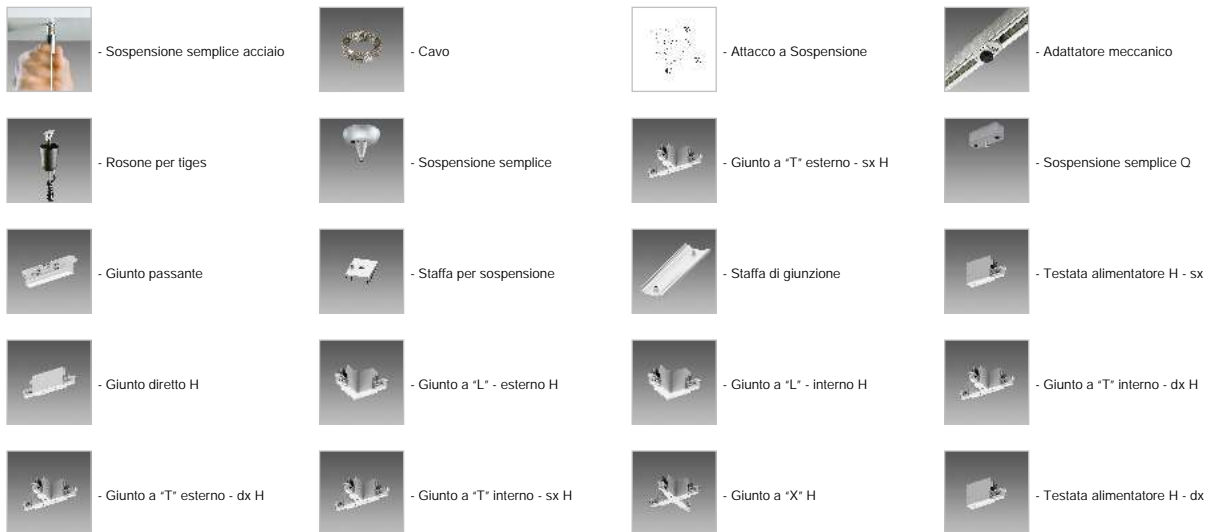 - Sospensione semplice acciaio
- Cavo
- Attacco a Sospensione
- Adattatore meccanico
- Rosone per tiges
- Sospensione semplice
- Giunto a "T" esterno - sx H
- Sospensione semplice Q
- Giunto passante
- Staffa per sospensione
- Staffa di giunzione
- Testata alimentatore H - sx
- Giunto diretto H
- Giunto a "L" - esterno H
- Giunto a "L" - interno H
- Giunto a "T" interno - dx H
- Giunto a "T" esterno - dx H
- Giunto a "T" interno - sx H
- Giunto a "X" H
- Testata alimentatore H - dx